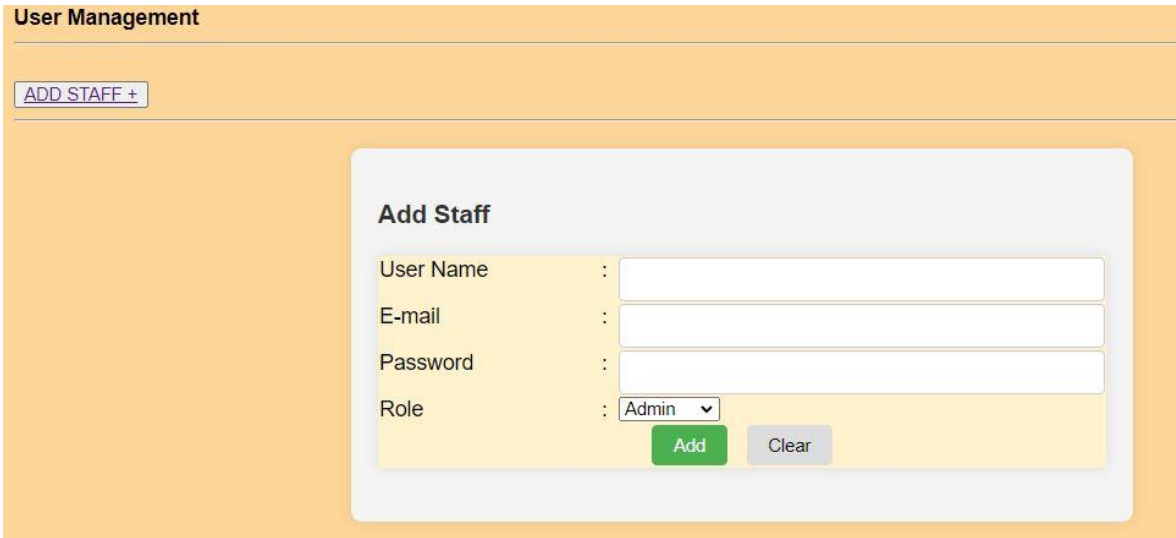 User Management
ADD STAFF +
Add Staff
User Name :
E-mail :
Password :
Role : Admin
Add Clear